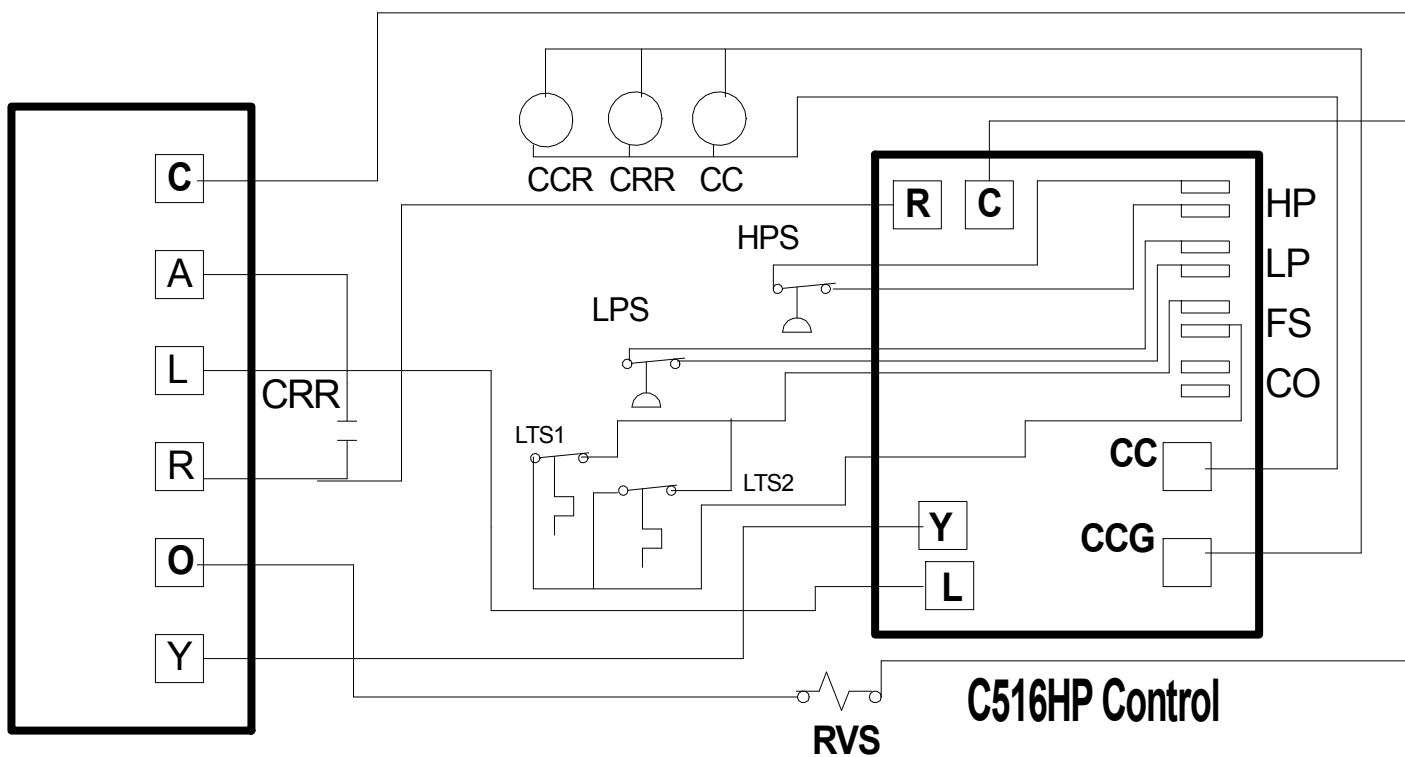 C
A
L
R
O
Y
CRR
CCR CRR CC
HPS
LPS
LTS1
LTS2
R C
HP
LP
FS
CO
CC
CCG
Y
L
RVS
C516HP Control